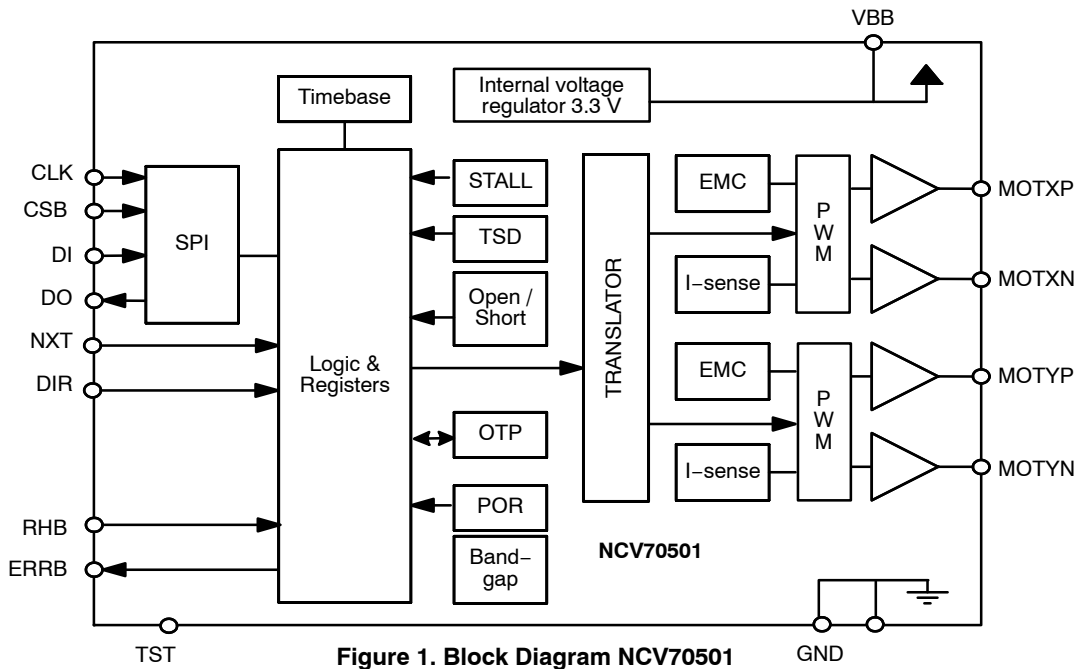 VBB
Timebase
Internal voltage
regulator 3.3 V
CLK
CSB
DI
DO
NXT
DIR
RHB
ERRB
SPI
Logic &
Registers
STALL
TSD
Open /
Short
OTP
POR
Band−
gap
TRANSLATOR
EMC
I−sense
P
W
M
EMC
I−sense
P
W
M
MOTXP
MOTXN
MOTYP
MOTYN
NCV70501
TST
GND
Figure 1. Block Diagram NCV70501